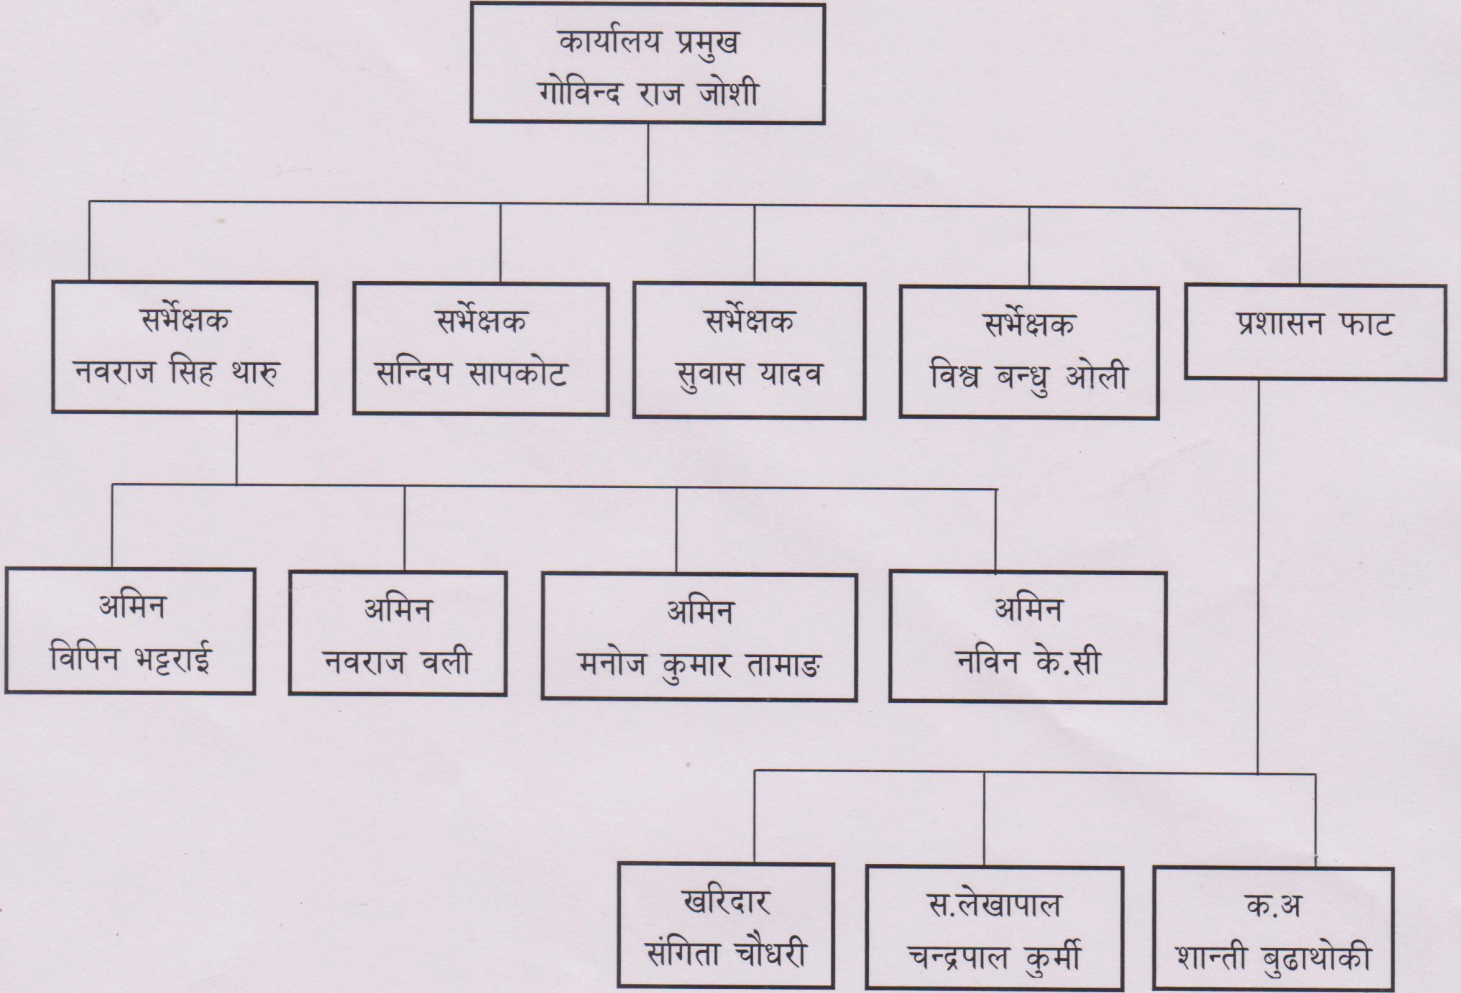 कार्यालय प्रमुख
गोविन्द राज जोशी
सर्भेक्षक
नवराज सिह थारु
सर्भेक्षक
सन्दिप सापकोट
सर्भेक्षक
सुवास यादव
सर्भेक्षक
विश्व बन्धु ओली
प्रशासन फाट
अमिन
विपिन भट्टराई
अमिन
नवराज वली
अमिन
मनोज कुमार तामाङ
अमिन
नविन के.सी
खरिदार
संगिता चौधरी
स.लेखापाल
चन्द्रपाल कुर्मी
क.अ
शान्ती बुढाथोकी